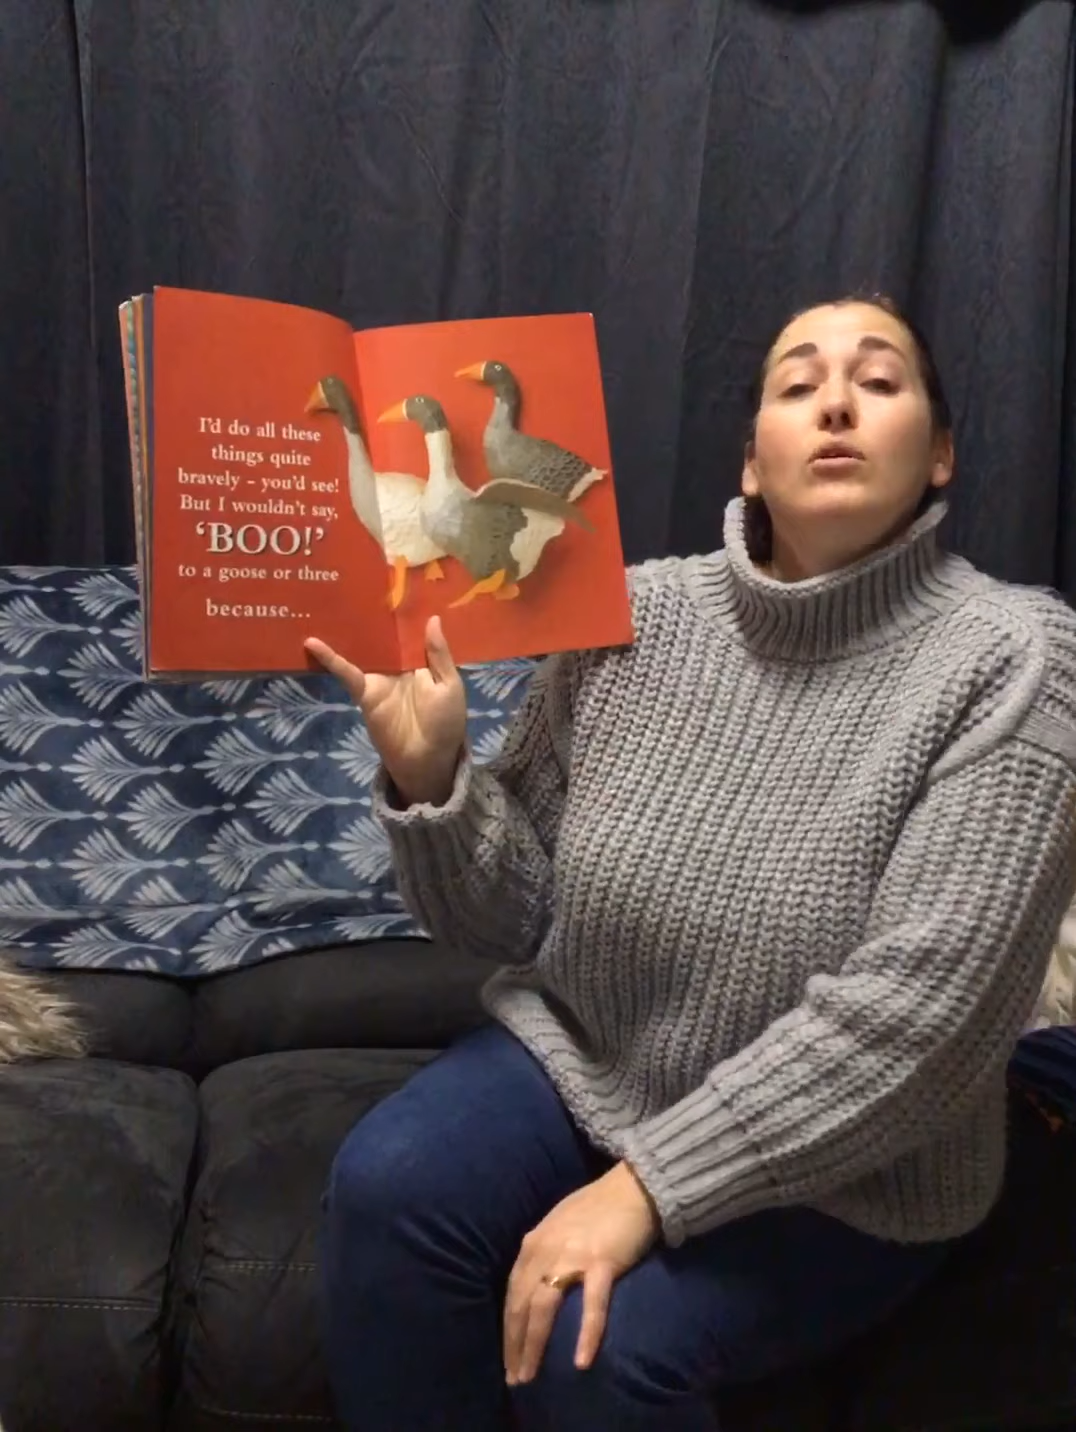 I'd do all these
things quite
bravely – you'd see!
But I wouldn't say,
'BOO!'
to a goose or three
because...